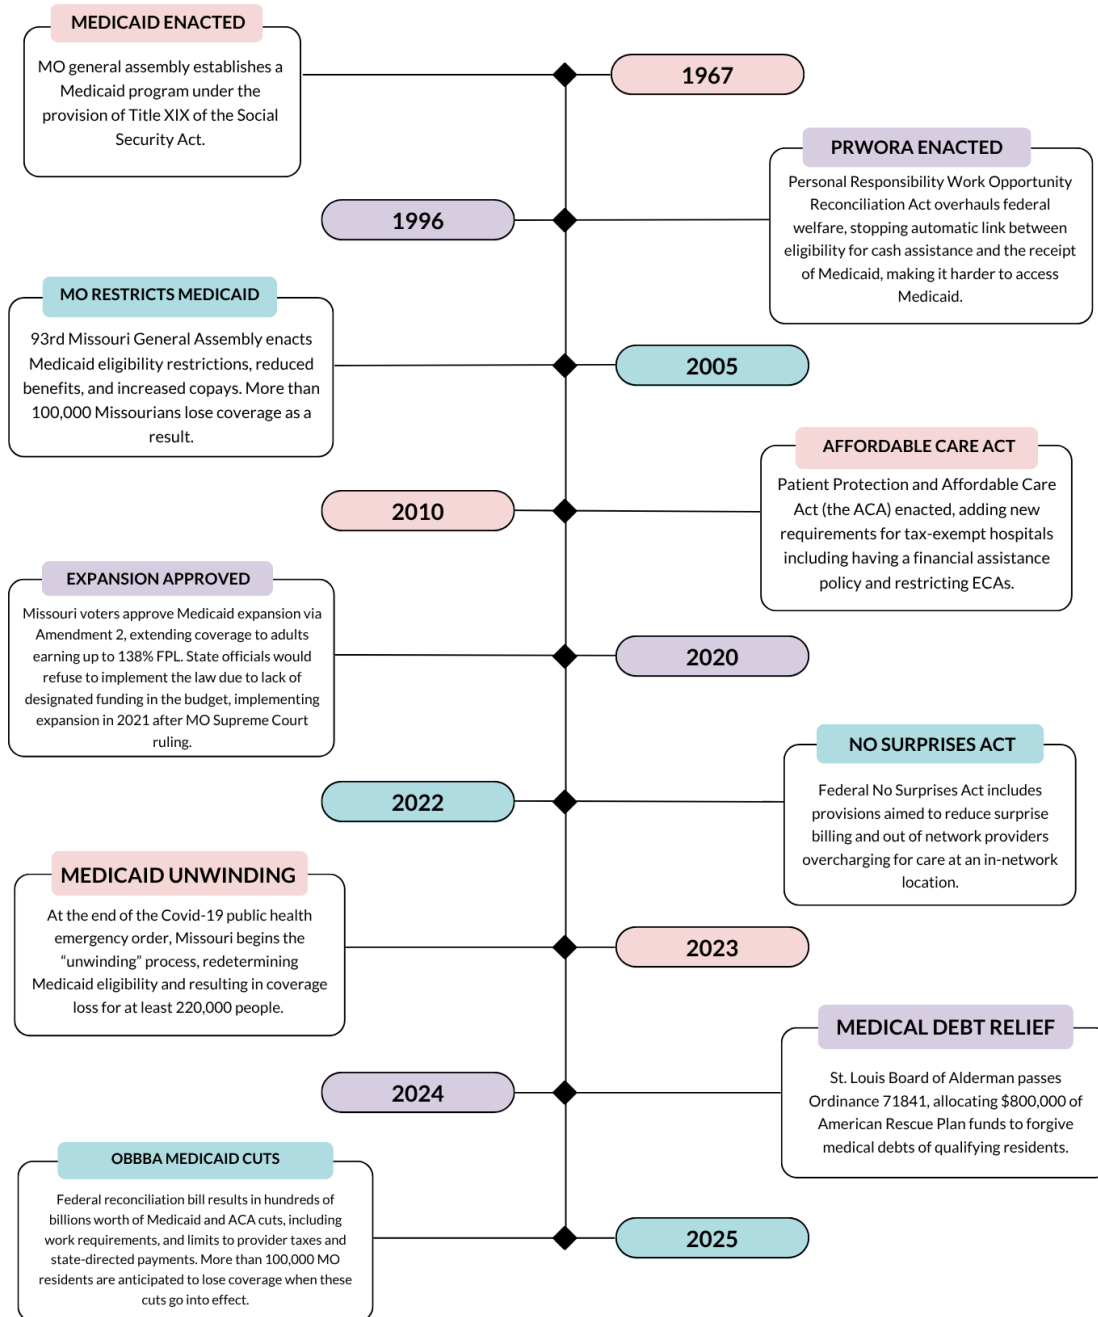 MEDICAID ENACTED
MO general assembly establishes a
Medicaid program under the
provision of Title XIX of the Social
Security Act.
1967
PRWORA ENACTED
Personal Responsibility Work Opportunity
Reconciliation Act overhauls federal
welfare, stopping automatic link between
eligibility for cash assistance and the receipt
of Medicaid, making it harder to access
Medicaid.
1996
MO RESTRICTS MEDICAID
93rd Missouri General Assembly enacts
Medicaid eligibility restrictions, reduced
benefits, and increased copays. More than
100,000 Missourians lose coverage as a
result.
2005
AFFORDABLE CARE ACT
Patient Protection and Affordable Care
Act (the ACA) enacted, adding new
requirements for tax-exempt hospitals
including having a financial assistance
policy and restricting ECAs.
2010
EXPANSION APPROVED
Missouri voters approve Medicaid expansion via
Amendment 2, extending coverage to adults
earning up to 138% FPL. State officials would
refuse to implement the law due to lack of
designated funding in the budget, implementing
expansion in 2021 after MO Supreme Court
ruling.
2020
NO SURPRISES ACT
Federal No Surprises Act includes
provisions aimed to reduce surprise
billing and out of network providers
overcharging for care at an in-network
location.
2022
MEDICAID UNWINDING
At the end of the Covid-19 public health
emergency order, Missouri begins the
“unwinding” process, redetermining
Medicaid eligibility and resulting in coverage
loss for at least 220,000 people.
2023
MEDICAL DEBT RELIEF
St. Louis Board of Alderman passes
Ordinance 71841, allocating $800,000 of
American Rescue Plan funds to forgive
medical debts of qualifying residents.
2024
OBBBA MEDICAID CUTS
Federal reconciliation bill results in hundreds of
billions worth of Medicaid and ACA cuts, including
work requirements, and limits to provider taxes and
state-directed payments. More than 100,000 MO
residents are anticipated to lose coverage when these
cuts go into effect.
2025